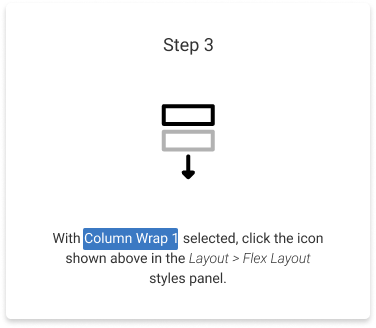 Step 3
With Column Wrap 1 selected, click the icon
shown above in the Layout > Flex Layout
styles panel.